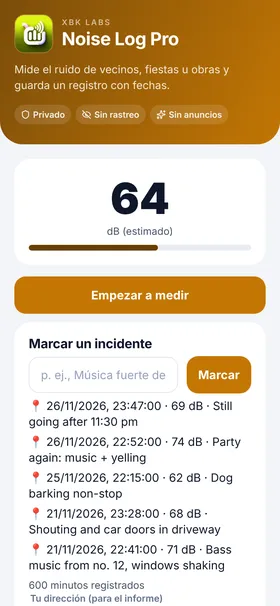 XBK LABS
Noise Log Pro
Mide el ruido de vecinos, fiestas u obras y
guarda un registro con fechas.
Privado
Sin rastreo
Sin anuncios
64
dB (estimado)
Empezar a medir
Marcar un incidente
p. ej., Música fuerte de
Marcar
26/11/2026, 23:47:00 · 69 dB · Still
going after 11:30 pm
26/11/2026, 22:52:00 · 74 dB · Party
again: music + yelling
25/11/2026, 22:15:00 · 62 dB · Dog
barking non-stop
21/11/2026, 23:28:00 · 68 dB ·
Shouting and car doors in driveway
21/11/2026, 22:41:00 · 71 dB · Bass
music from no. 12, windows shaking
600 minutos registrados
Tu dirección (para el informe)